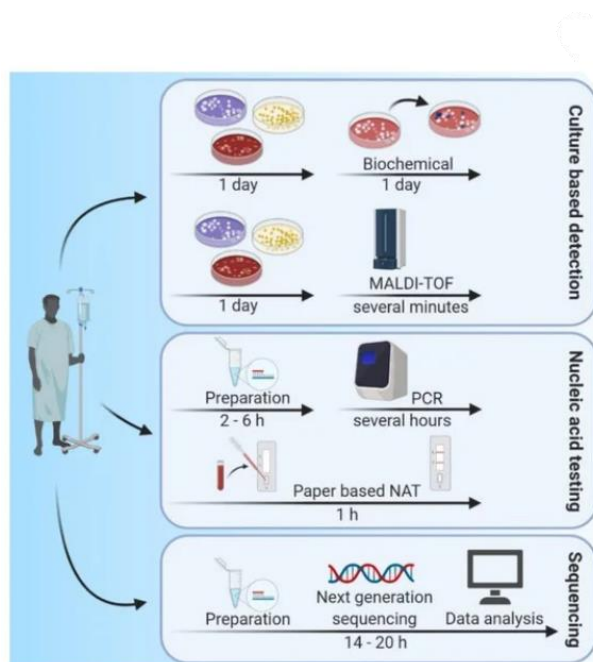 1 day
Biochemical
1 day
1 day
MALDI-TOF
several minutes
Culture based detection
Preparation
2 - 6 h
PCR
several hours
Paper based NAT
1 h
Nucleic acid testing
Preparation
Next generation
sequencing
Data analysis
14 - 20 h
Sequencing